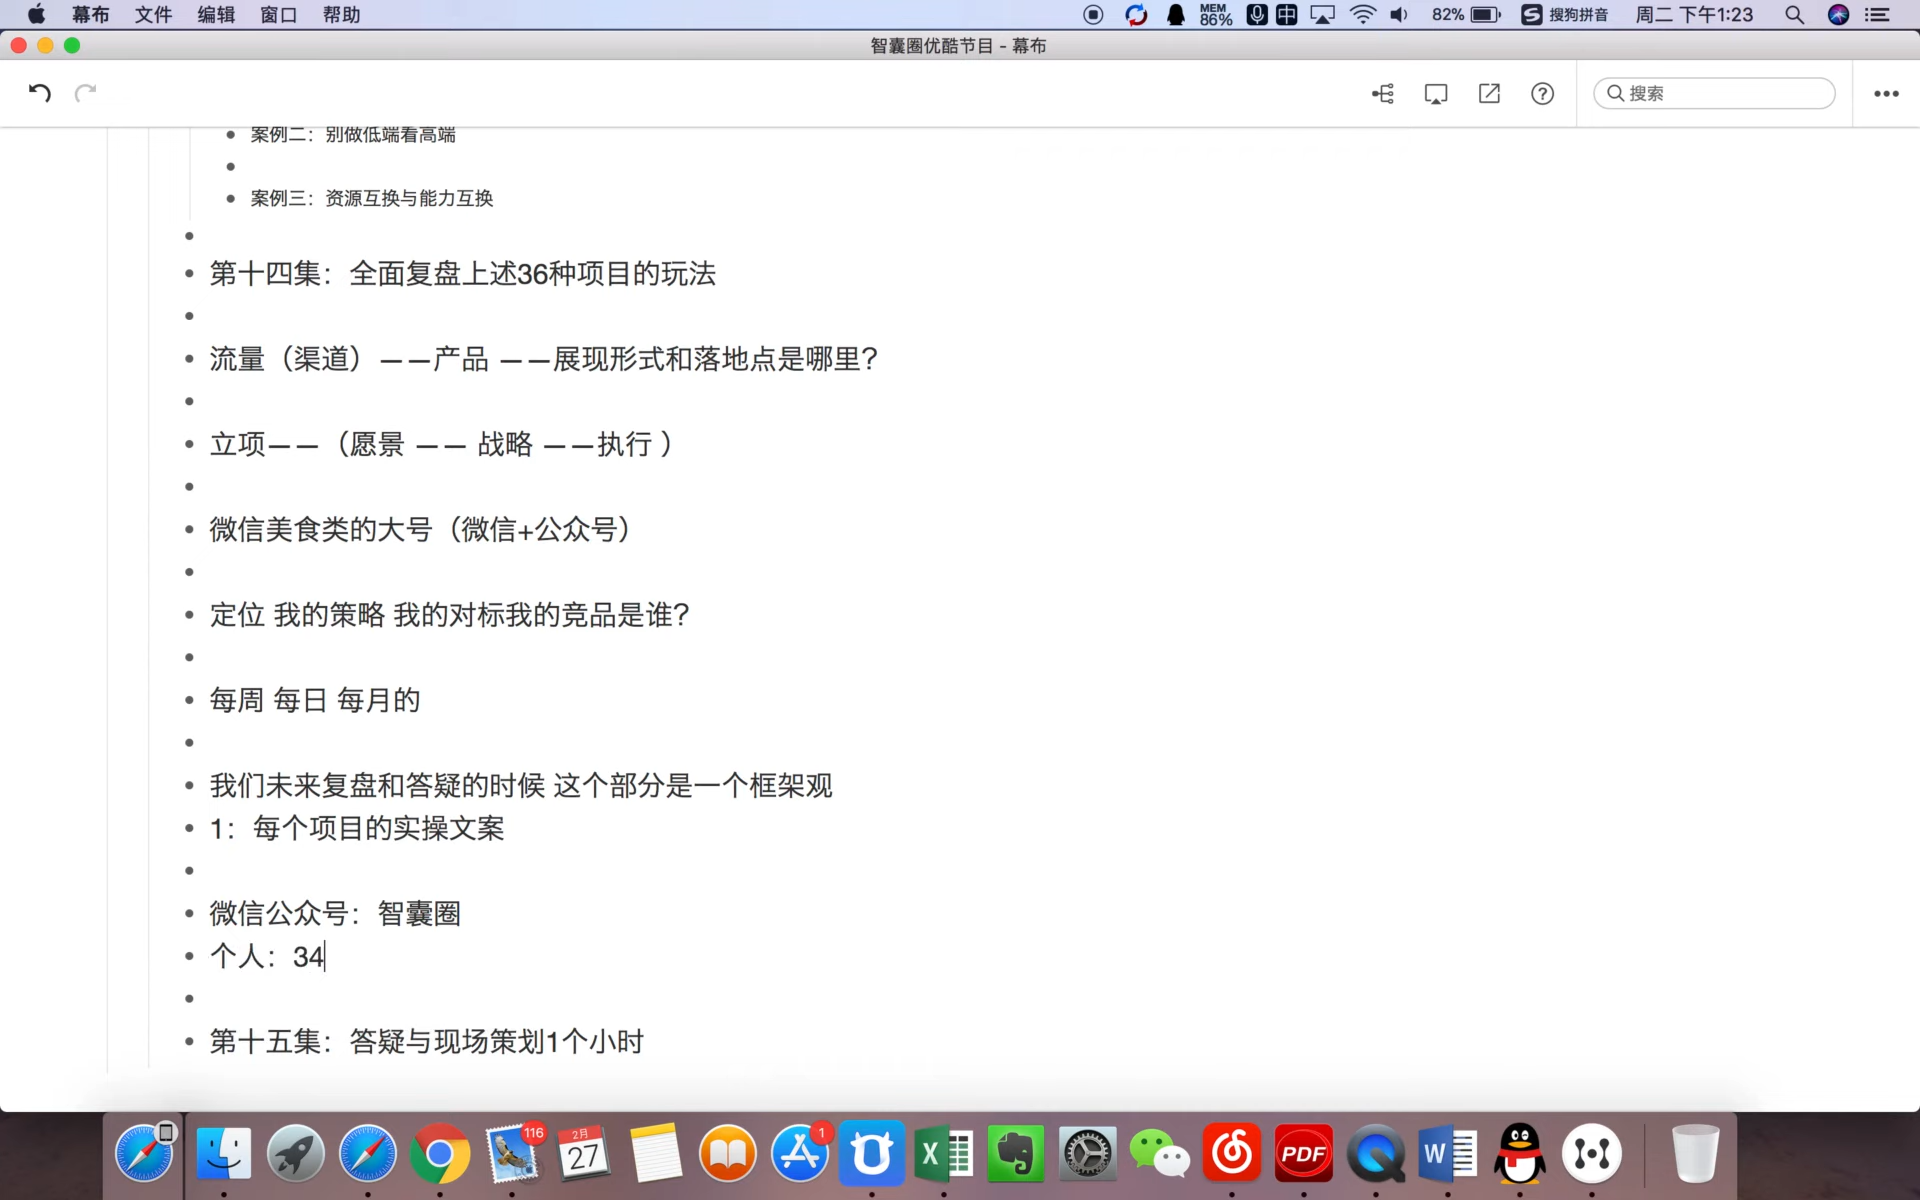 幕布 文件 编辑 窗口 帮助 MEM 86% 中 82% 搜狗拼音 周二 下午1:23
智囊圈优酷节目 - 幕布
搜索
案例二：别做低端看高端
案例三：资源互换与能力互换
第十四集：全面复盘上述36种项目的玩法
流量（渠道）——产品 ——展现形式和落地点是哪里？
立项——（愿景 —— 战略 ——执行 ）
微信美食类的大号（微信+公众号）
定位 我的策略 我的对标我的竞品是谁？
每周 每日 每月的
我们未来复盘和答疑的时候 这个部分是一个框架观
1：每个项目的实操文案
微信公众号：智囊圈
个人：34
第十五集：答疑与现场策划1个小时
116 2月 27 1 PDF